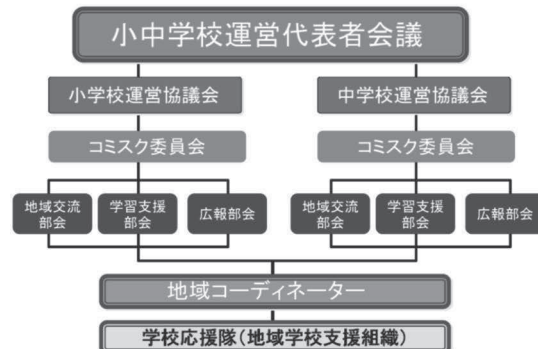 小中学校運営代表者会議
小学校運営協議会
中学校運営協議会
コミスク委員会
コミスク委員会
地域交流
部会
学習支援
部会
広報部会
地域交流
部会
学習支援
部会
広報部会
地域コーディネーター
学校応援隊(地域学校支援組織)